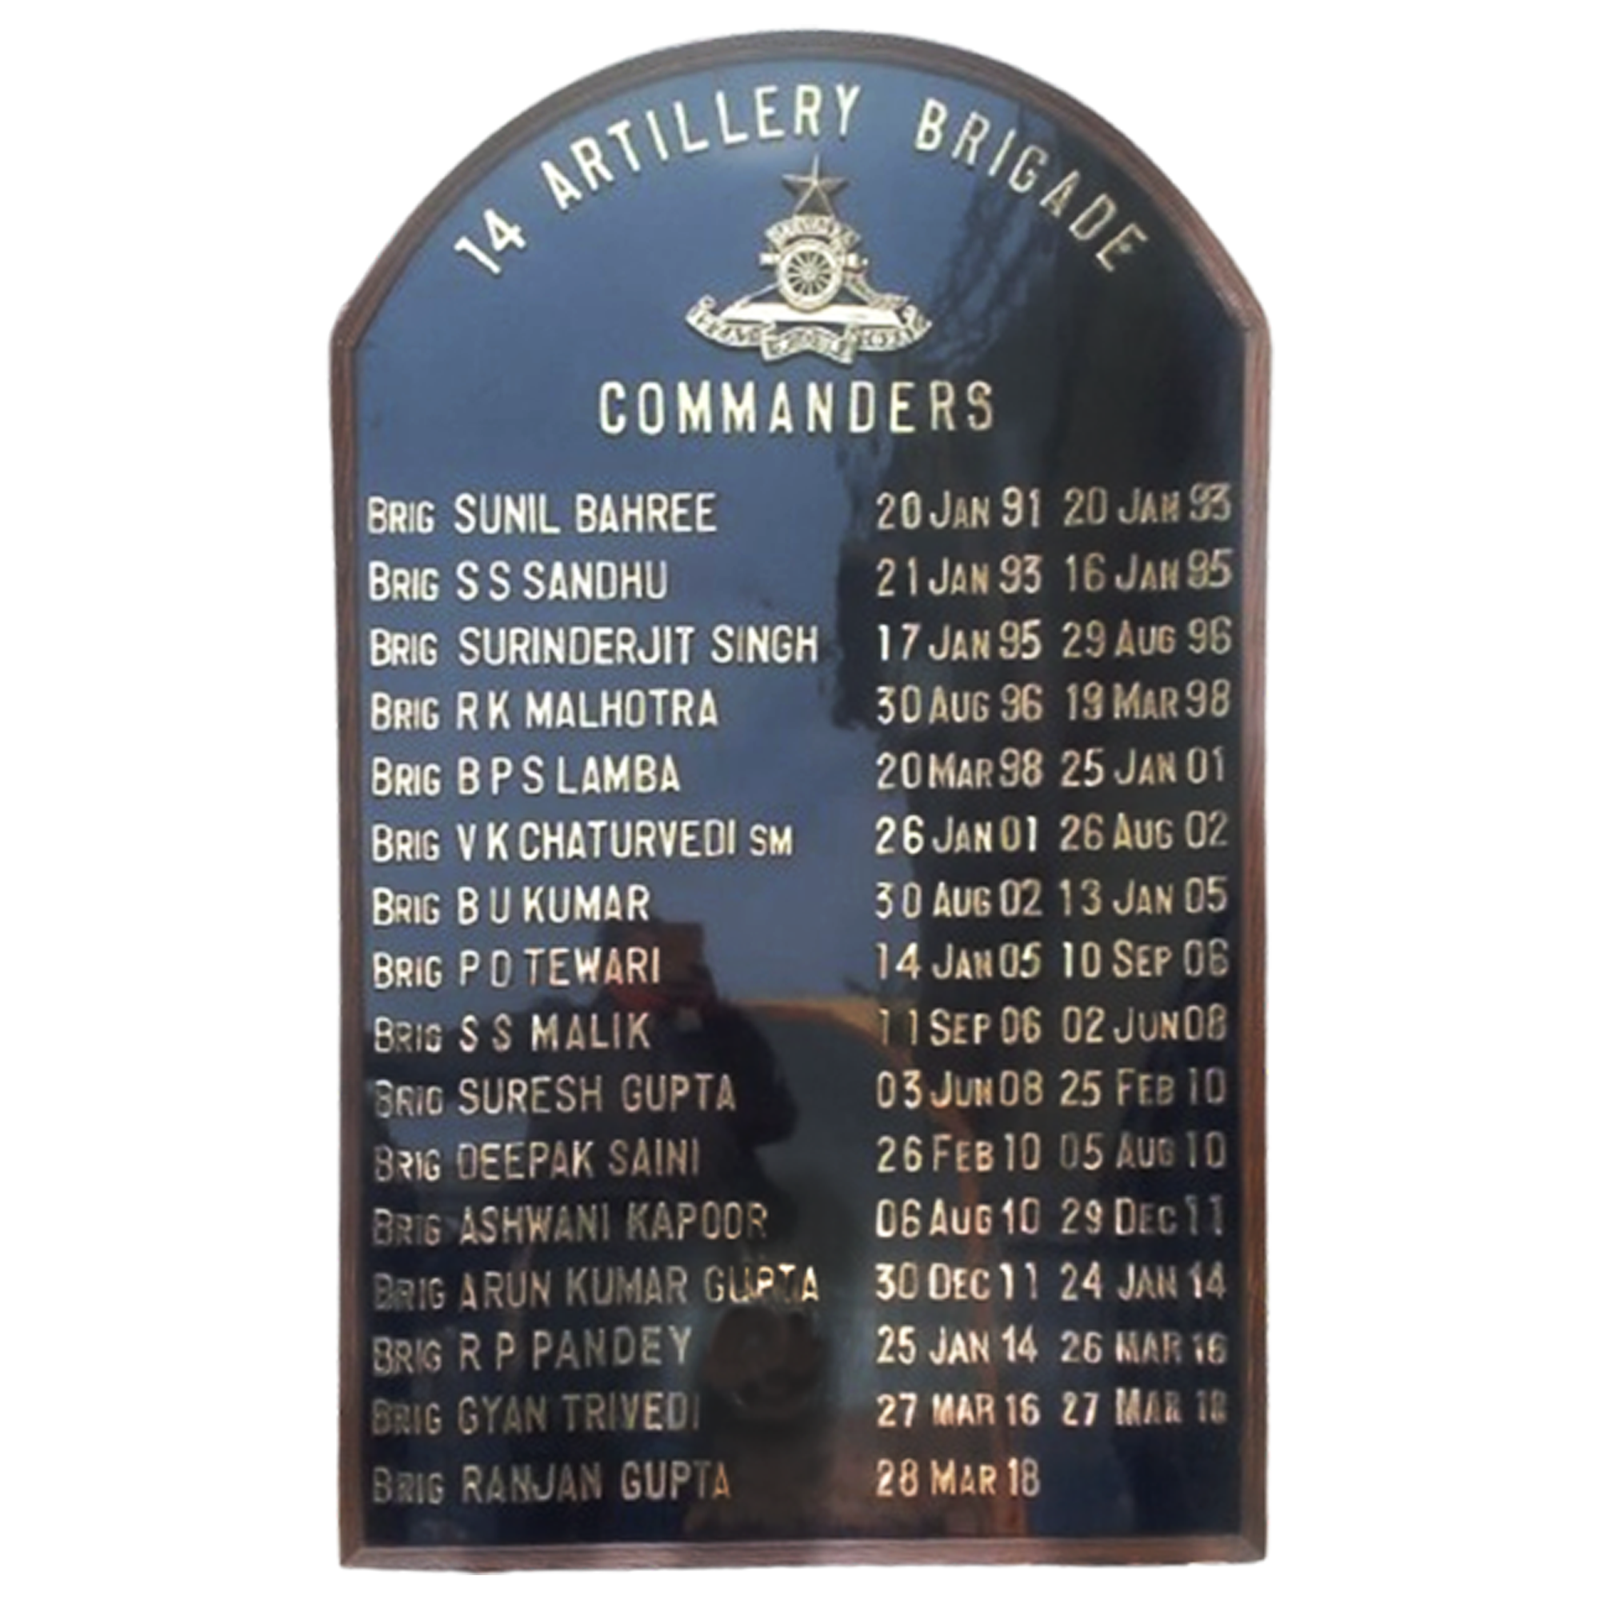 14 ARTILLERY BRIGADE
COMMANDERS
BRIG SUNIL BAHREE 20 JAN 91 20 JAN 93
BRIG S S SANDHU 21 JAN 93 16 JAN 95
BRIG SURINDERJIT SINGH 17 JAN 95 29 AUG 96
BRIG R K MALHOTRA 30 AUG 96 19 MAR 98
BRIG B P S LAMBA 20 MAR 98 25 JAN 01
BRIG V K CHATURVEDI SM 26 JAN 01 26 AUG 02
BRIG B U KUMAR 30 AUG 02 13 JAN 05
BRIG P D TEWARI 14 JAN 05 10 SEP 06
BRIG S S MALIK 11 SEP 06 02 JUN 08
BRIG SURESH GUPTA 03 JUN 08 25 FEB 10
BRIG DEEPAK SAINI 26 FEB 10 05 AUG 10
BRIG ASHWANI KAPOOR 06 AUG 10 29 DEC 11
BRIG ARUN KUMAR GUPTA 30 DEC 11 24 JAN 14
BRIG R P PANDEY 25 JAN 14 26 MAR 16
BRIG GYAN TRIVEDI 27 MAR 16 27 MAR 18
BRIG RANJAN GUPTA 28 MAR 18